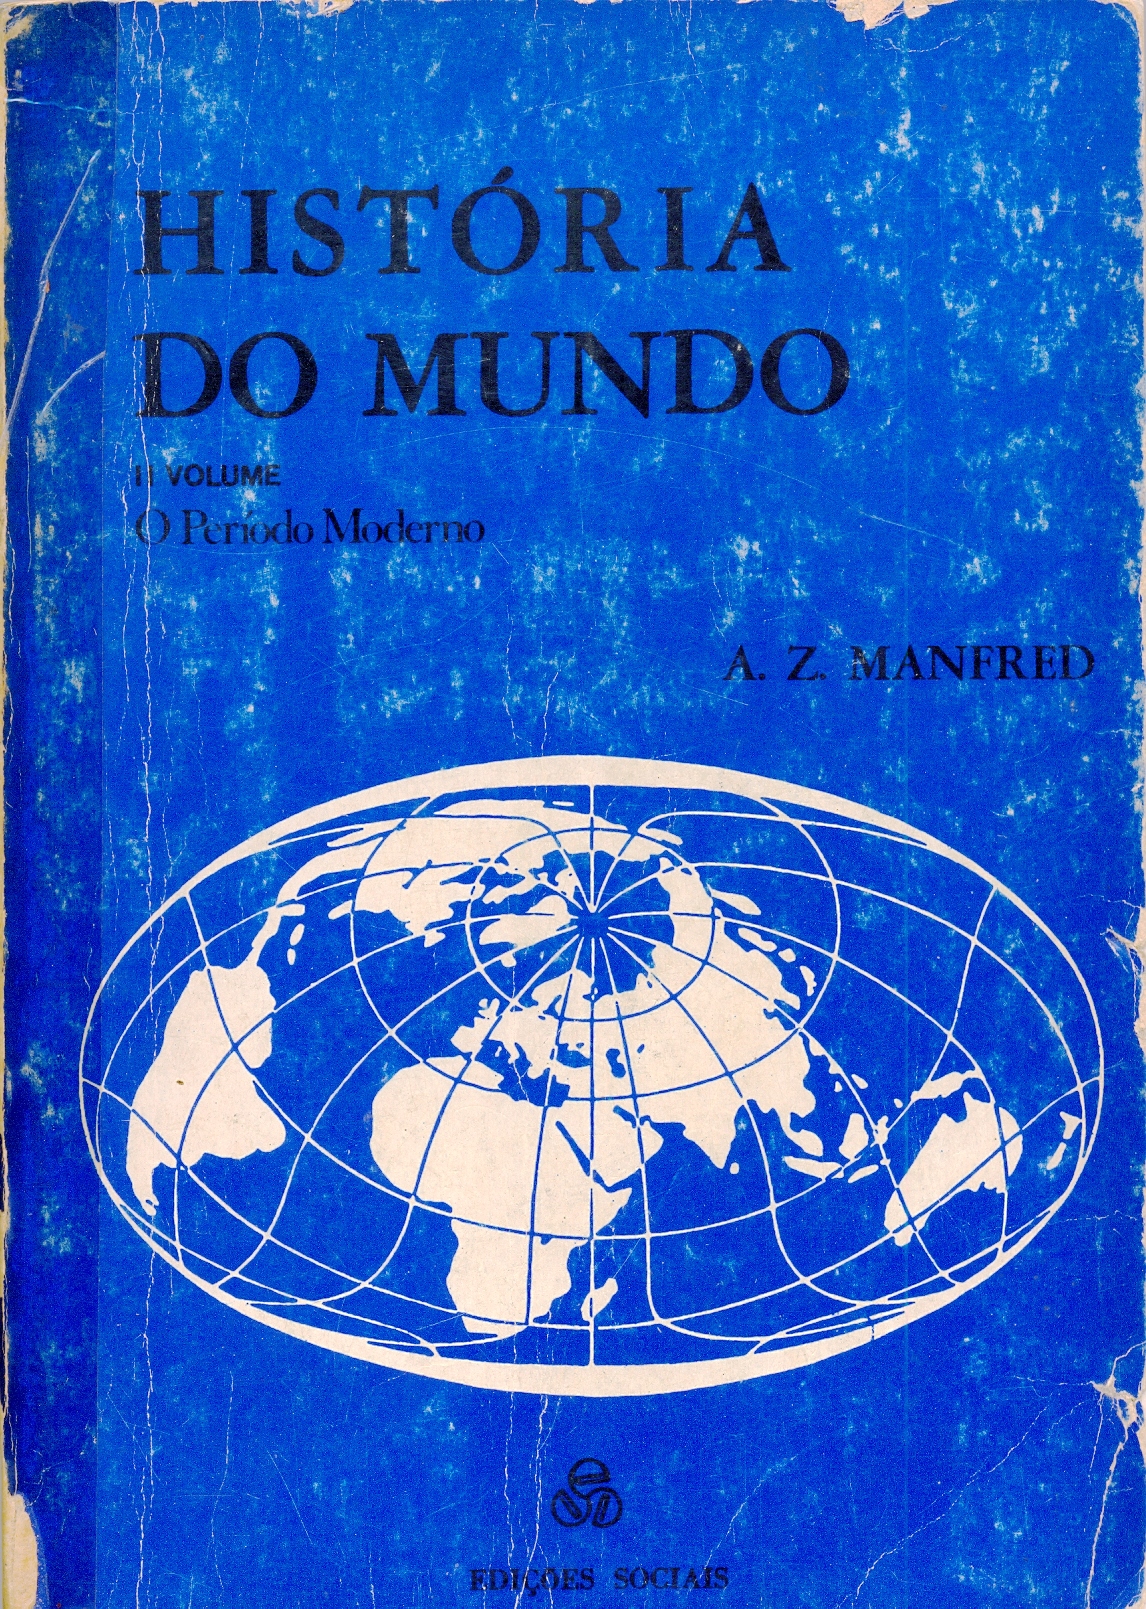 HISTÓRIA
DO MUNDO
II VOLUME
O Período Moderno
A. Z. MANFRED
EDIÇÕES SOCIAIS